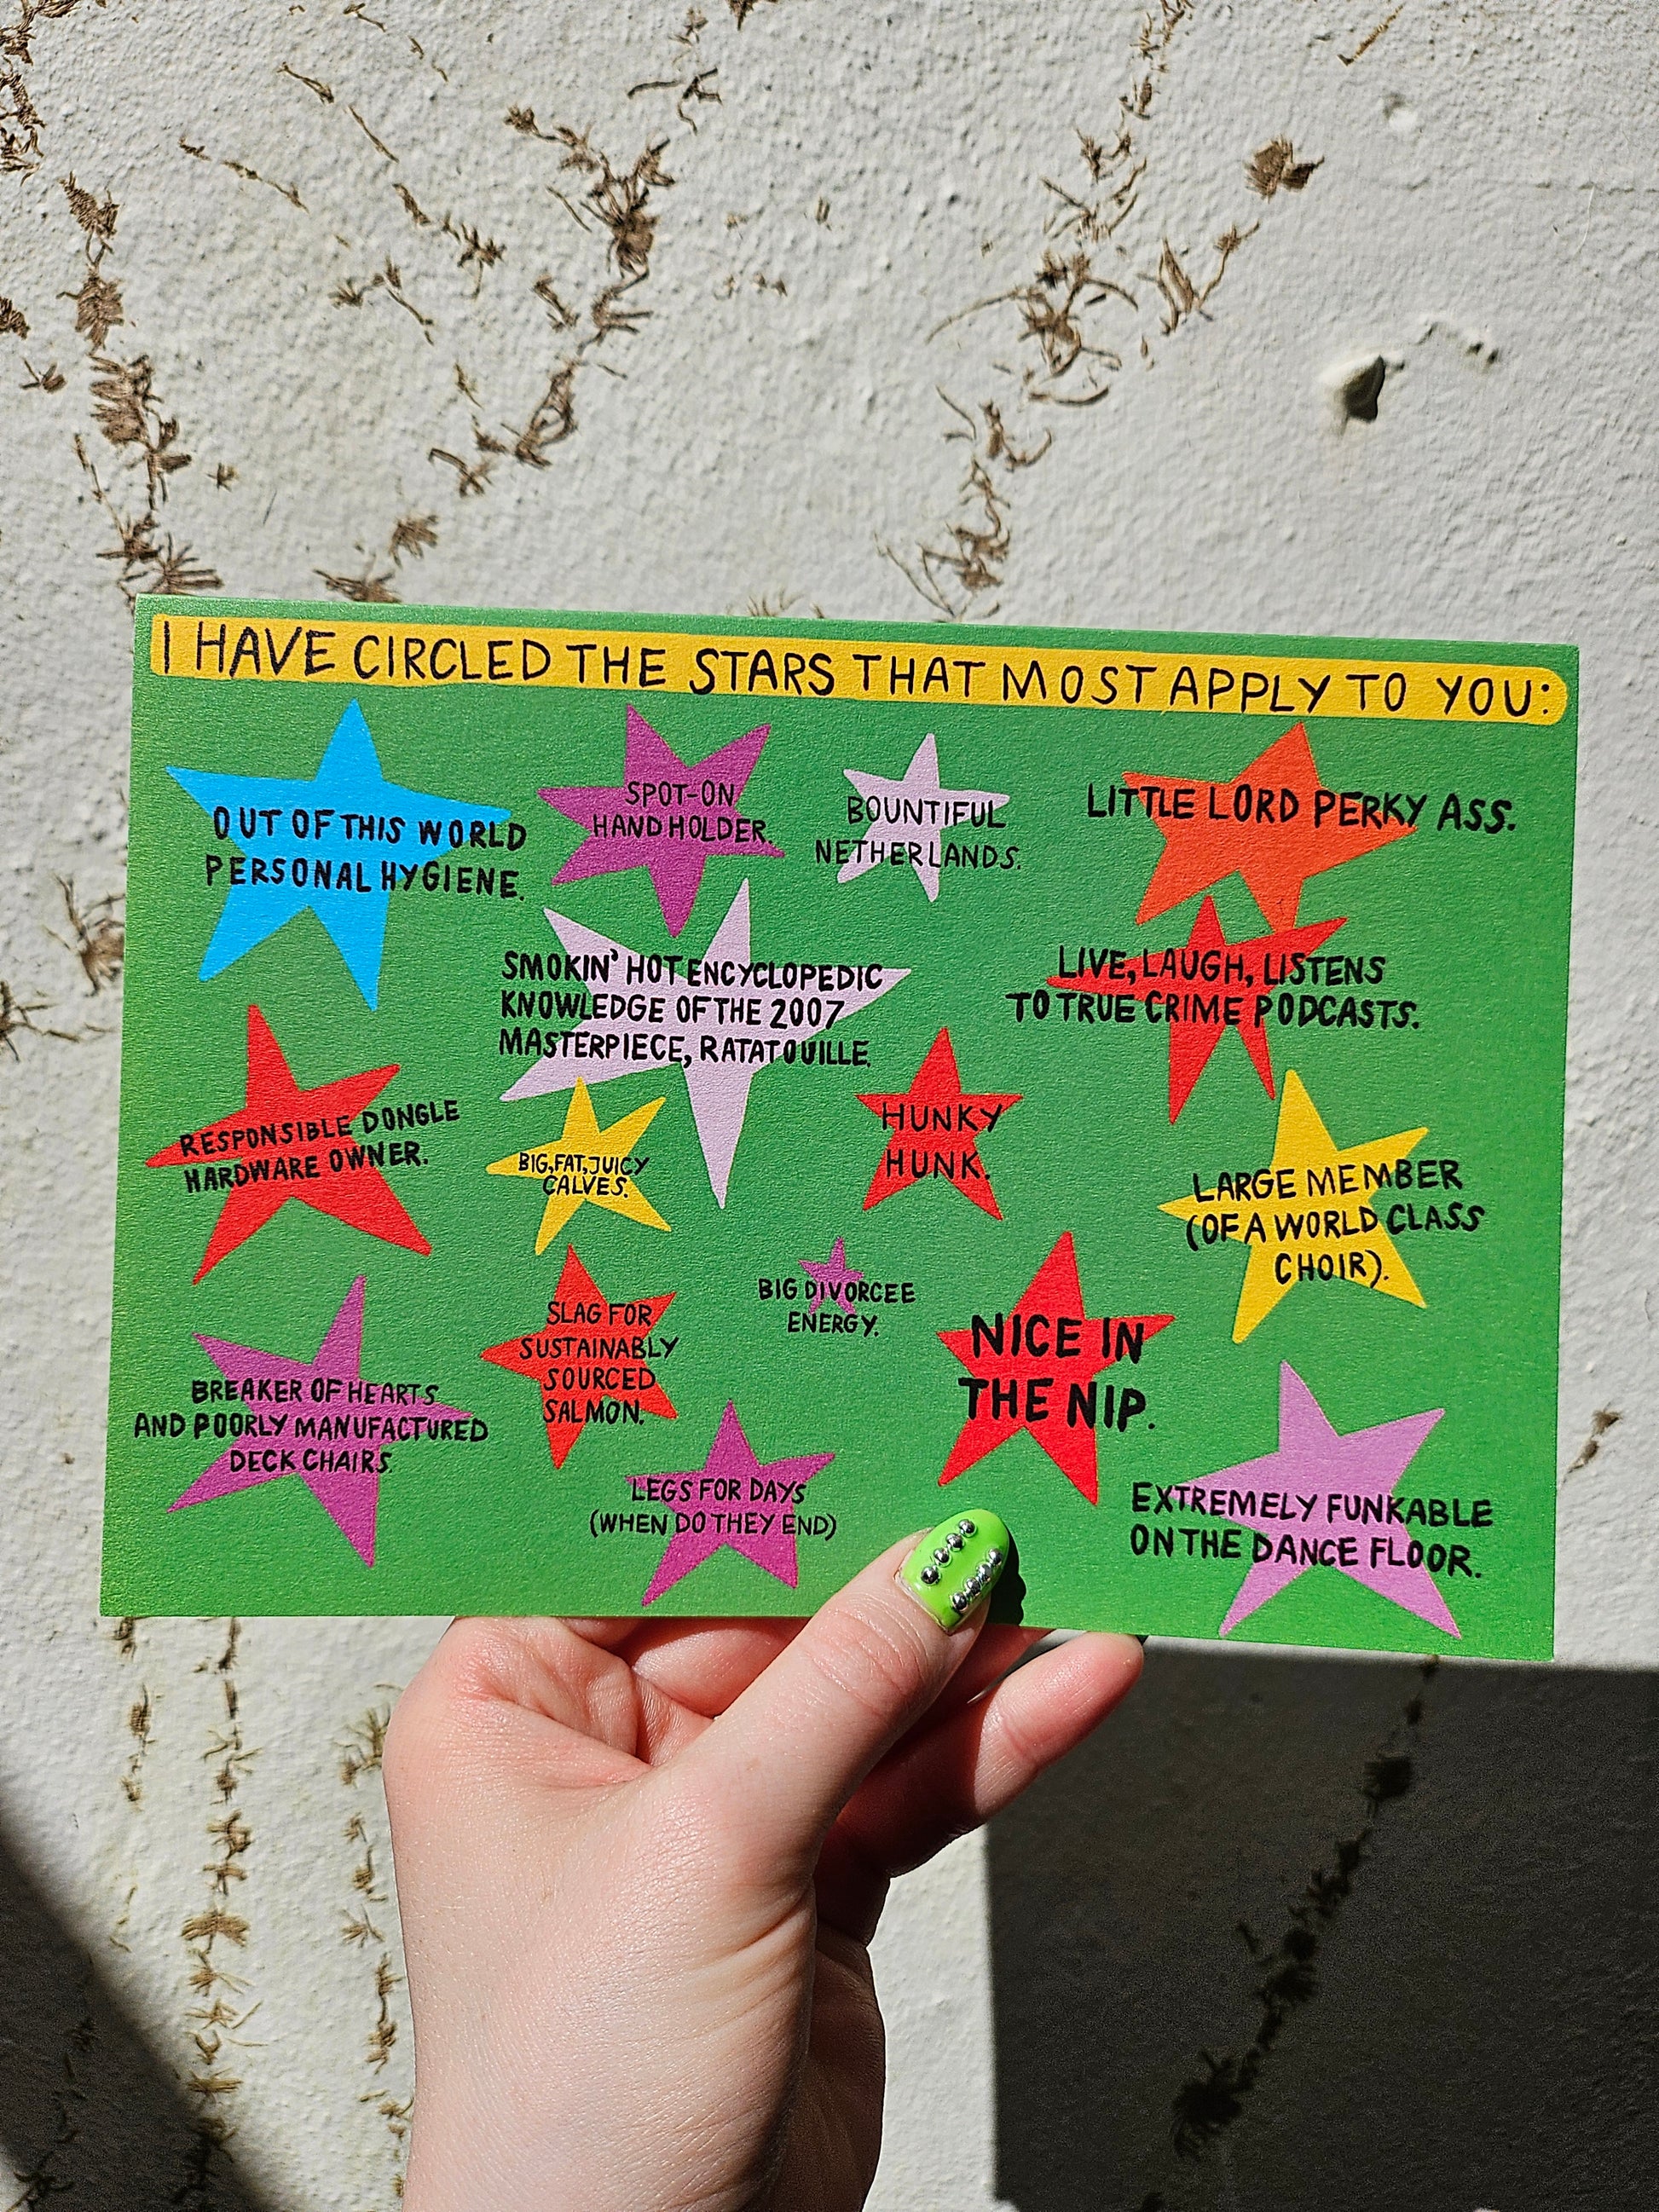 I HAVE CIRCLED THE STARS THAT MOST APPLY TO YOU:
OUT OF THIS WORLD
PERSONAL HYGIENE.
SPOT-ON
HAND HOLDER.
BOUNTIFUL
NETHERLANDS.
LITTLE LORD PERKY ASS.
SMOKIN' HOT ENCYCLOPEDIC
KNOWLEDGE OF THE 2007
MASTERPIECE, RATATOUILLE.
LIVE, LAUGH, LISTENS
TO TRUE CRIME PODCASTS.
RESPONSIBLE DONGLE
HARDWARE OWNER.
BIG, FAT, JUICY
CALVES.
HUNKY
HUNK.
LARGE MEMBER
(OF A WORLD CLASS
CHOIR).
BREAKER OF HEARTS
AND POORLY MANUFACTURED
DECK CHAIRS.
SLAG FOR
SUSTAINABLY
SOURCED
SALMON.
BIG DIVORCEE
ENERGY.
NICE IN
THE NIP.
LEGS FOR DAYS
(WHEN DO THEY END)
EXTREMELY FUNKABLE
ON THE DANCE FLOOR.